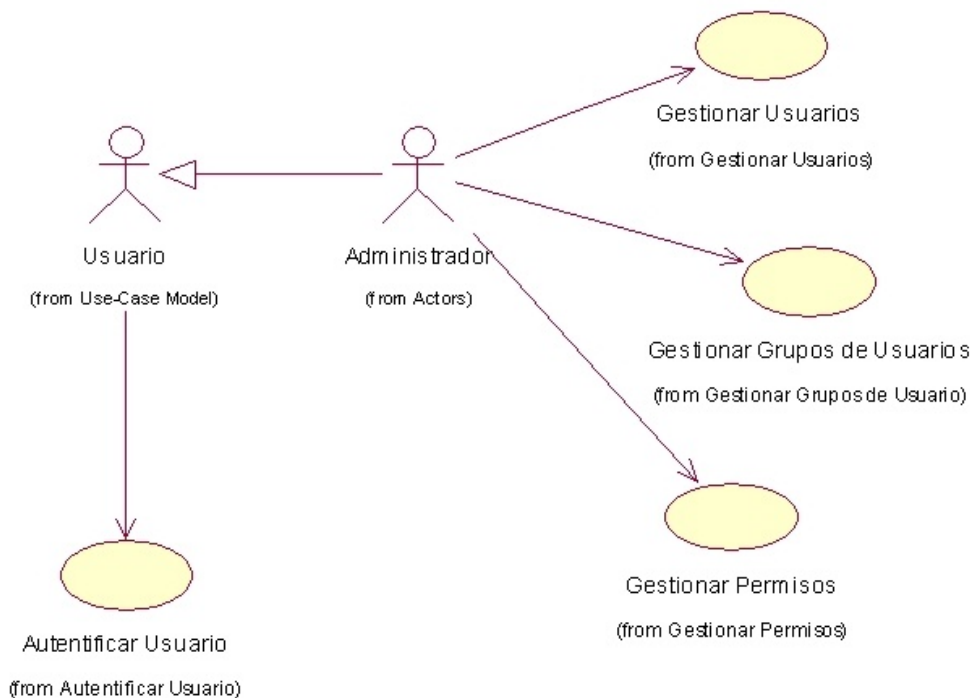 Gestionar Usuarios
(from Gestionar Usuarios)
Usuario
(from Use-Case Model)
Administrador
(from Actors)
Gestionar Grupos de Usuarios
(from Gestionar Grupos de Usuario)
Gestionar Permisos
(from Gestionar Permisos)
Autentificar Usuario
(from Autentificar Usuario)